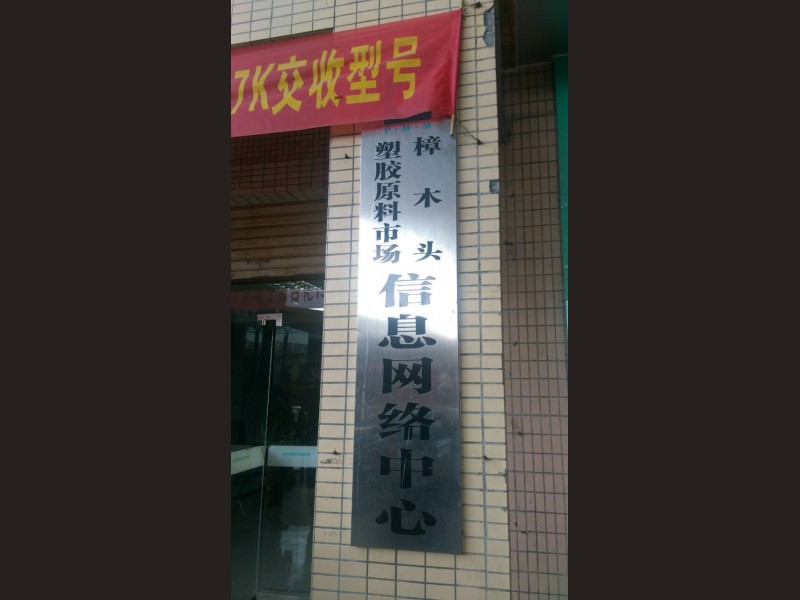 7K交收型号
樟木头
塑胶原料市场
信息网络中心